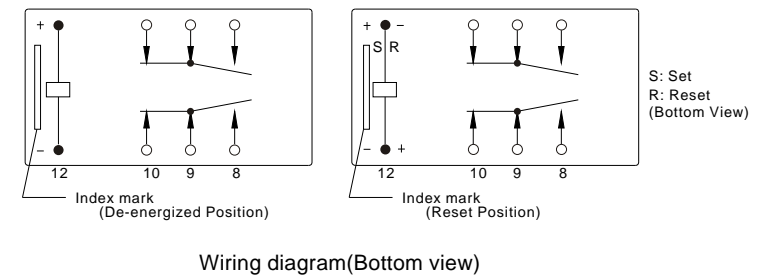 + + −
S R
S: Set
R: Reset
(Bottom View)
− − +
12 10 9 8 12 10 9 8
Index mark Index mark
(De-energized Position) (Reset Position)
Wiring diagram(Bottom view)